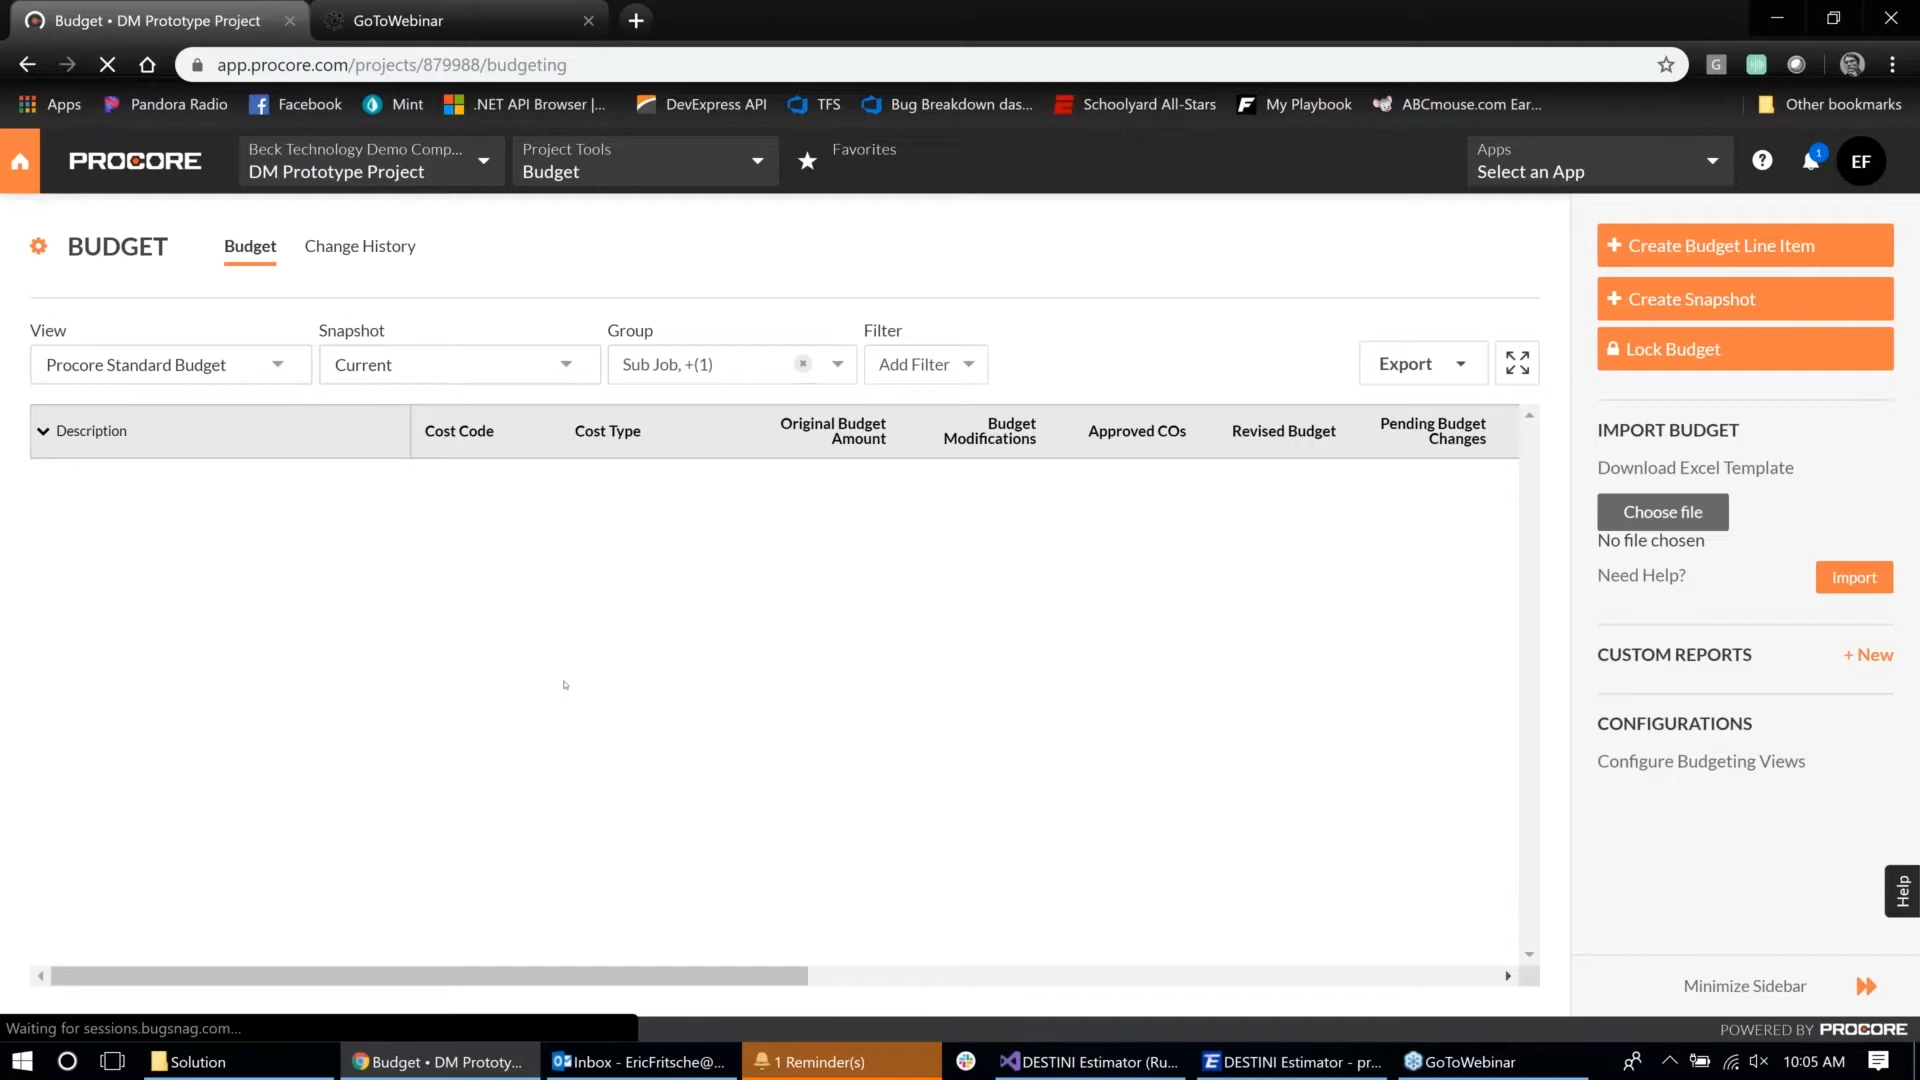 Budget • DM Prototype Project
GoToWebinar
app.procore.com/projects/879988/budgeting
G
Apps
Pandora Radio
Facebook
Mint
.NET API Browser |...
DevExpress API
TFS
Bug Breakdown das...
Schoolyard All-Stars
My Playbook
ABCmouse.com Ear...
Other bookmarks
PROCORE
Beck Technology Demo Comp...
DM Prototype Project
Project Tools
Budget
Favorites
Apps
Select an App
1
EF
BUDGET
Budget
Change History
View
Procore Standard Budget
Snapshot
Current
Group
Sub Job, +(1)
Filter
Add Filter
Export
Description
Cost Code
Cost Type
Original Budget
Amount
Budget
Modifications
Approved COs
Revised Budget
Pending Budget
Changes
+ Create Budget Line Item
+ Create Snapshot
Lock Budget
IMPORT BUDGET
Download Excel Template
Choose file
No file chosen
Need Help?
Import
CUSTOM REPORTS
+ New
CONFIGURATIONS
Configure Budgeting Views
Help
Minimize Sidebar
Waiting for sessions.bugsnag.com...
POWERED BY PROCORE
Solution
Budget • DM Prototy...
Inbox - EricFritsche@...
1 Reminder(s)
DESTINI Estimator (Ru...
DESTINI Estimator - pr...
GoToWebinar
10:05 AM